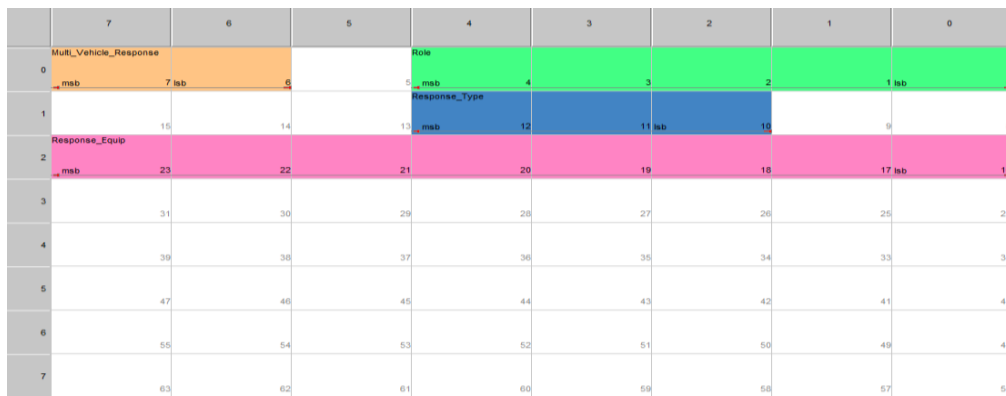 7 6 5 4 3 2 1 0
Multi_Vehicle_Response Role
0 msb 7 lsb 6 5 msb 4 3 2 1 lsb
Response_Type
1 15 14 13 msb 12 11 lsb 10 9
Response_Equip
2 msb 23 22 21 20 19 18 17 lsb
3 31 30 29 28 27 26 25
4 39 38 37 36 35 34 33
5 47 46 45 44 43 42 41
6 55 54 53 52 51 50 49
7 63 62 61 60 59 58 57